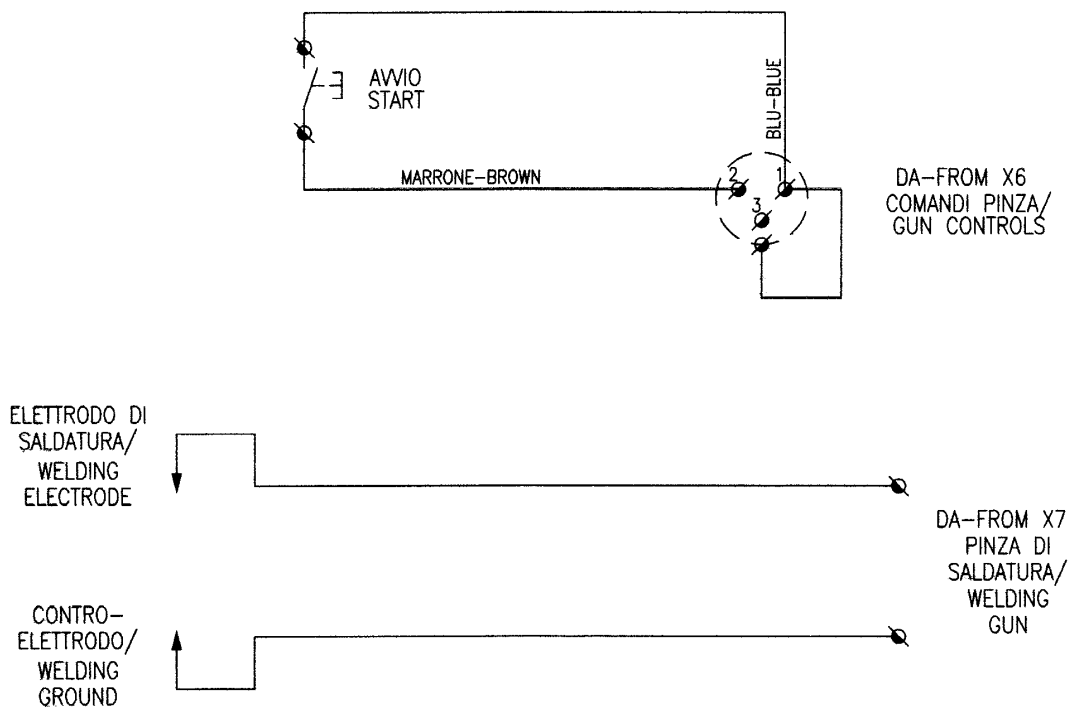 AVVIO
START
BLU-BLUE
MARRONE-BROWN
2
1
3
DA-FROM X6
COMANDI PINZA/
GUN CONTROLS
ELETTRODO DI
SALDATURA/
WELDING
ELECTRODE
DA-FROM X7
PINZA DI
SALDATURA/
WELDING
GUN
CONTRO-
ELETTRODO/
WELDING
GROUND